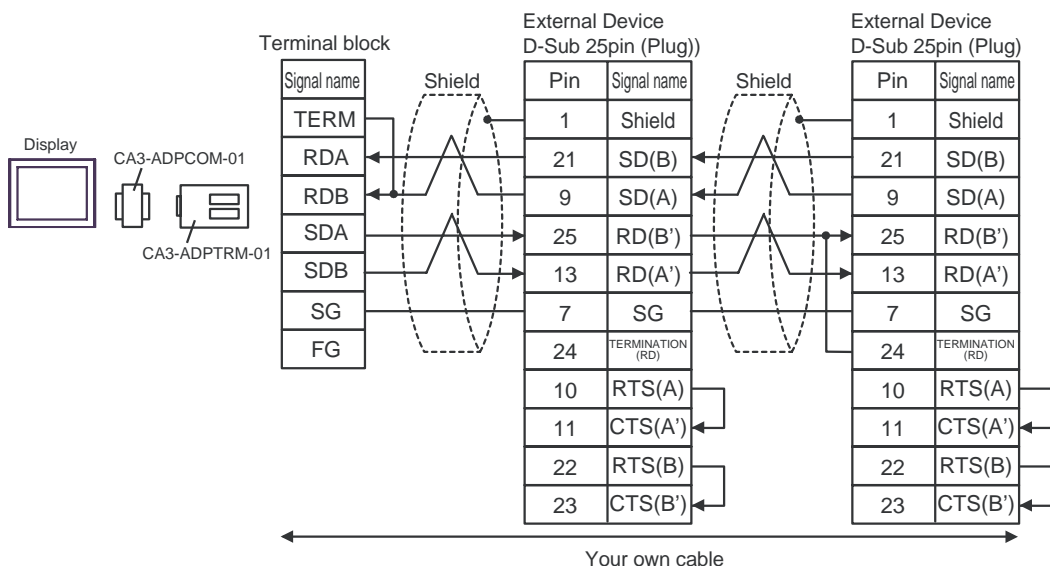 Display
CA3-ADPCOM-01
CA3-ADPTRM-01
Terminal block
Signal name
TERM
RDA
RDB
SDA
SDB
SG
FG
Shield
External Device
D-Sub 25pin (Plug))
Pin Signal name
1 Shield
21 SD(B)
9 SD(A)
25 RD(B')
13 RD(A')
7 SG
24 TERMINATION (RD)
10 RTS(A)
11 CTS(A')
22 RTS(B)
23 CTS(B')
Shield
External Device
D-Sub 25pin (Plug)
Pin Signal name
1 Shield
21 SD(B)
9 SD(A)
25 RD(B')
13 RD(A')
7 SG
24 TERMINATION (RD)
10 RTS(A)
11 CTS(A')
22 RTS(B)
23 CTS(B')
Your own cable